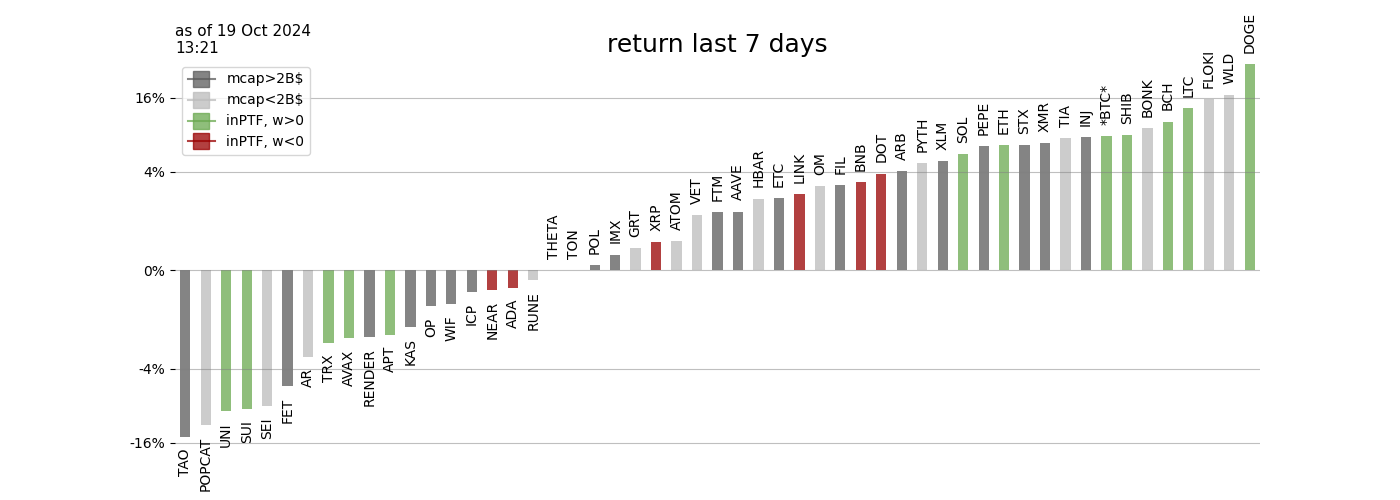 as of 19 Oct 2024
13:21
return last 7 days
mcap>2B$
mcap<2B$
inPTF, w>0
inPTF, w<0
16%
4%
0%
-4%
-16%
TAO
POPCAT
UNI
SUI
SEI
FET
AR
TRX
AVAX
RENDER
APT
KAS
OP
WIF
ICP
NEAR
ADA
RUNE
THETA
TON
POL
IMX
GRT
XRP
ATOM
VET
FTM
AAVE
HBAR
ETC
LINK
OM
FIL
BNB
DOT
ARB
PYTH
XLM
SOL
PEPE
ETH
STX
XMR
TIA
INJ
*BTC*
SHIB
BONK
BCH
LTC
FLOKI
WLD
DOGE